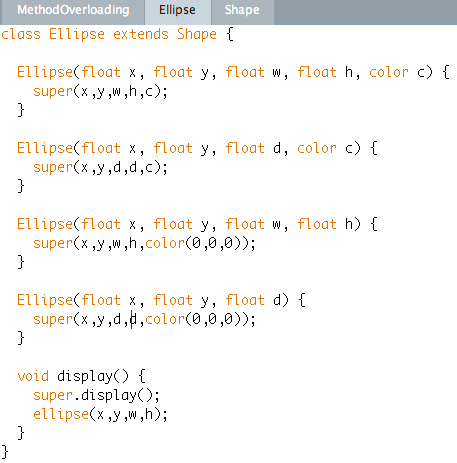 MethodOverloading Ellipse Shape
class Ellipse extends Shape {
Ellipse(float x, float y, float w, float h, color c) {
super(x,y,w,h,c);
}
Ellipse(float x, float y, float d, color c) {
super(x,y,d,d,c);
}
Ellipse(float x, float y, float w, float h) {
super(x,y,w,h,color(0,0,0));
}
Ellipse(float x, float y, float d) {
super(x,y,d,d,color(0,0,0));
}
void display() {
super.display();
ellipse(x,y,w,h);
}
}